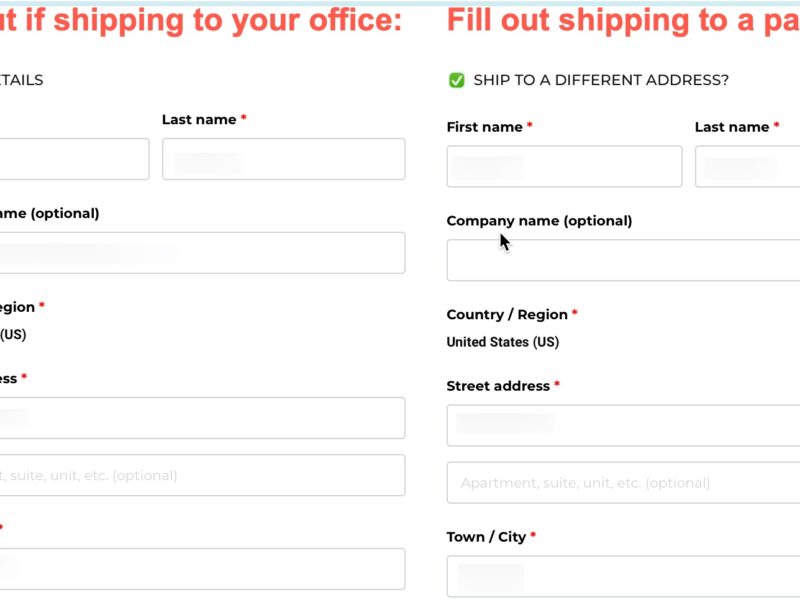 ut if shipping to your office:
ETAILS
Last name *
ame (optional)
egion *
(US)
ess *
t, suite, unit, etc. (optional)
*
Fill out shipping to a pa
SHIP TO A DIFFERENT ADDRESS?
First name *
Last name *
Company name (optional)
Country / Region *
United States (US)
Street address *
Apartment, suite, unit, etc. (optional)
Town / City *